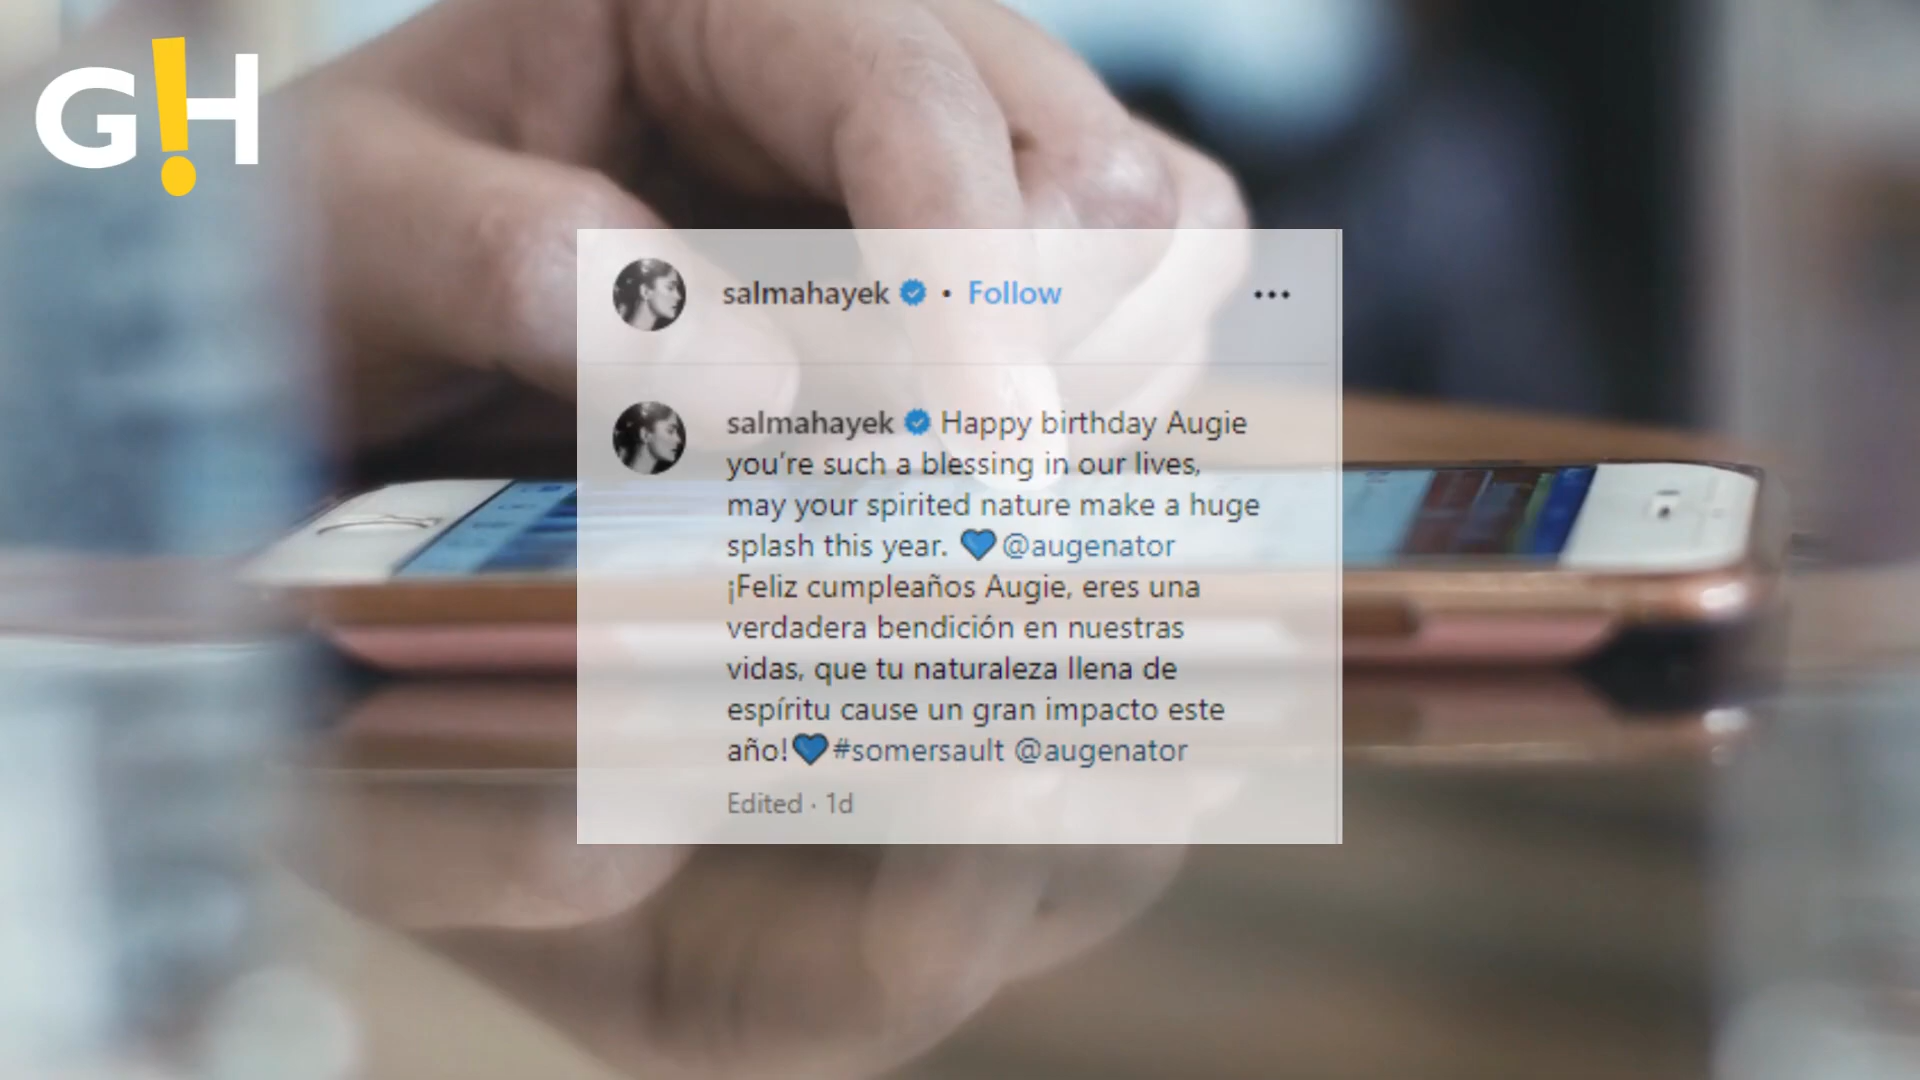 G!H
salmahayek • Follow
salmahayek Happy birthday Augie
you're such a blessing in our lives,
may your spirited nature make a huge
splash this year. 💙@augenator
¡Feliz cumpleaños Augie, eres una
verdadera bendición en nuestras
vidas, que tu naturaleza llena de
espíritu cause un gran impacto este
año!💙#somersault @augenator
Edited · 1d